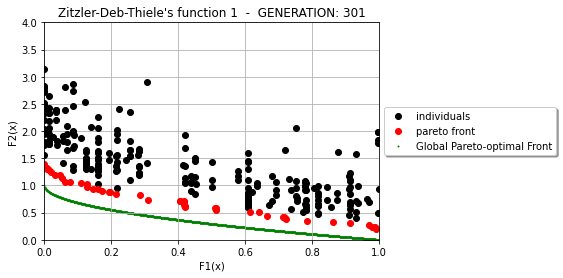 Zitzler-Deb-Thiele's function 1 - GENERATION: 301
4.0
3.5
3.0
2.5
2.0
1.5
1.0
0.5
0.0
F2(x)
0.0 0.2 0.4 0.6 0.8 1.0
F1(x)
individuals
pareto front
Global Pareto-optimal Front